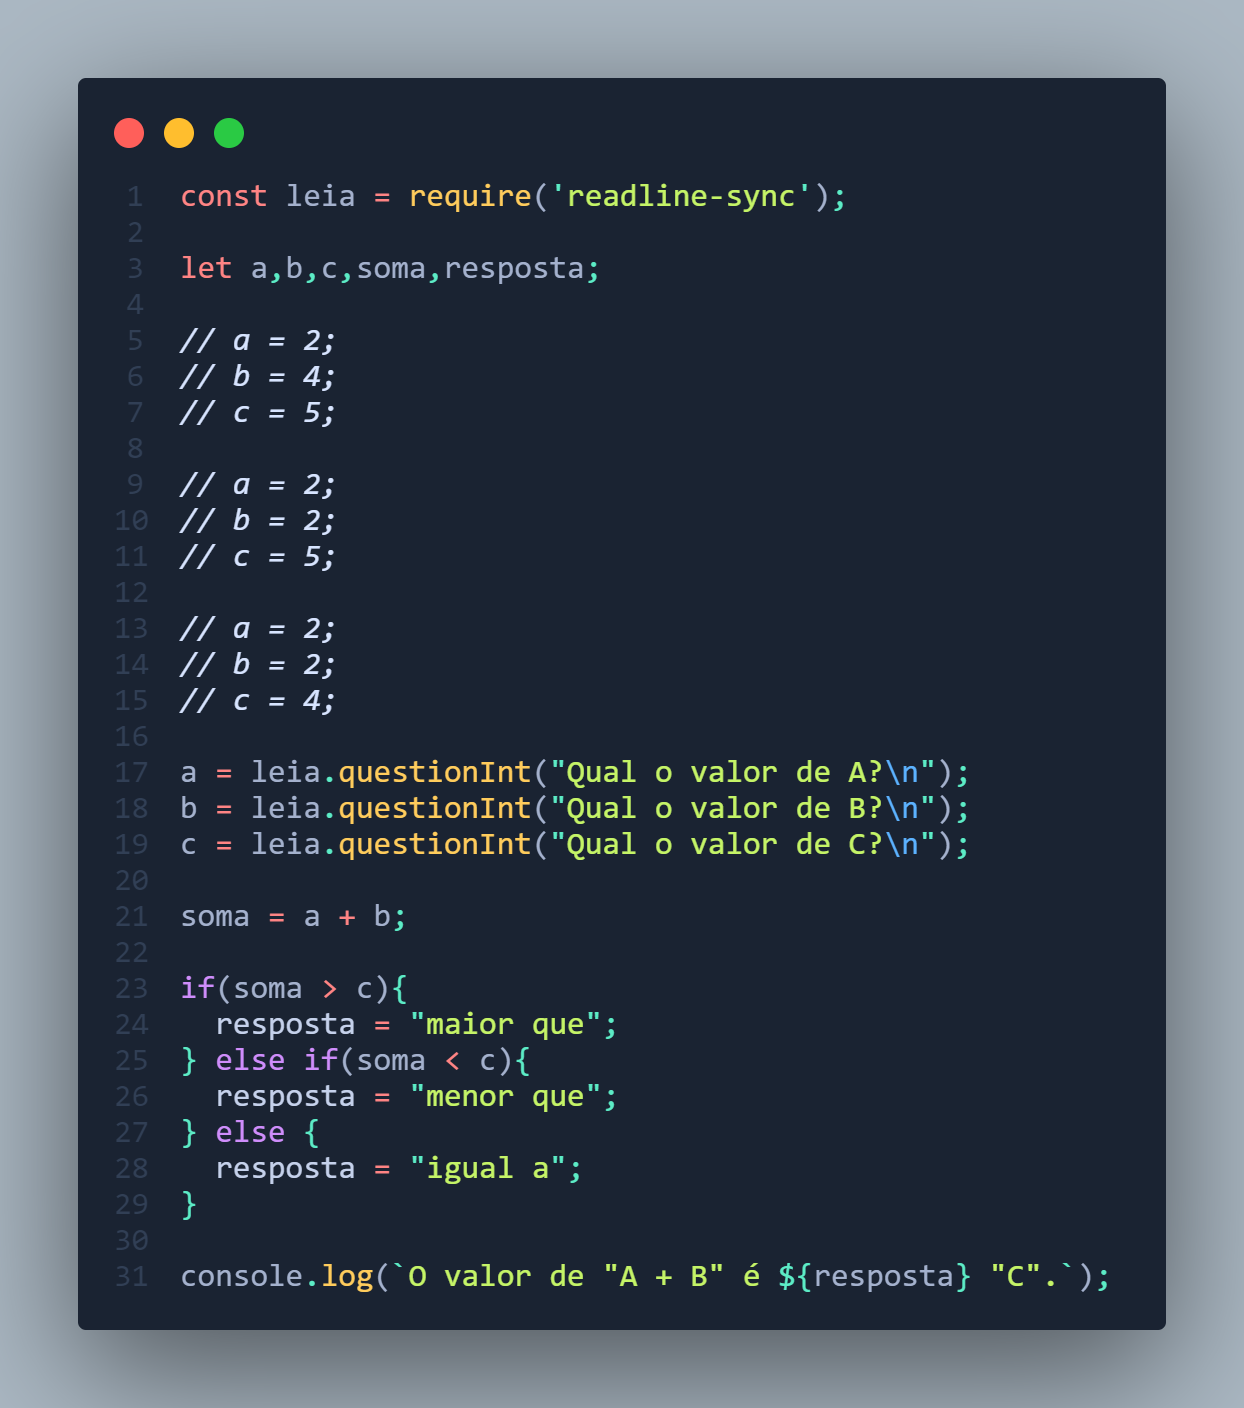 1 const leia = require('readline-sync');
2
3 let a,b,c,soma,resposta;
4
5 // a = 2;
6 // b = 4;
7 // c = 5;
8
9 // a = 2;
10 // b = 2;
11 // c = 5;
12
13 // a = 2;
14 // b = 2;
15 // c = 4;
16
17 a = leia.questionInt("Qual o valor de A?\n");
18 b = leia.questionInt("Qual o valor de B?\n");
19 c = leia.questionInt("Qual o valor de C?\n");
20
21 soma = a + b;
22
23 if(soma > c){
24   resposta = "maior que";
25 } else if(soma < c){
26   resposta = "menor que";
27 } else {
28   resposta = "igual a";
29 }
30
31 console.log(`O valor de "A + B" é ${resposta} "C".`);